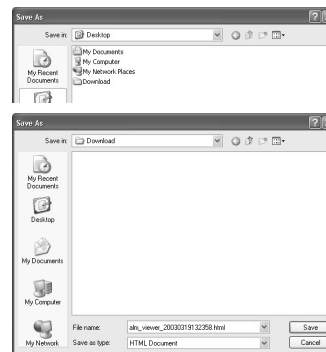 Save As
Save in: Desktop
My Documents
My Computer
My Network Places
Download
My Recent
Documents
Save As
Save in: Download
My Recent
Documents
Desktop
My Documents
My Computer
My Network
File name: alm_viewer_20030319132358.html Save
Save as type: HTML Document Cancel